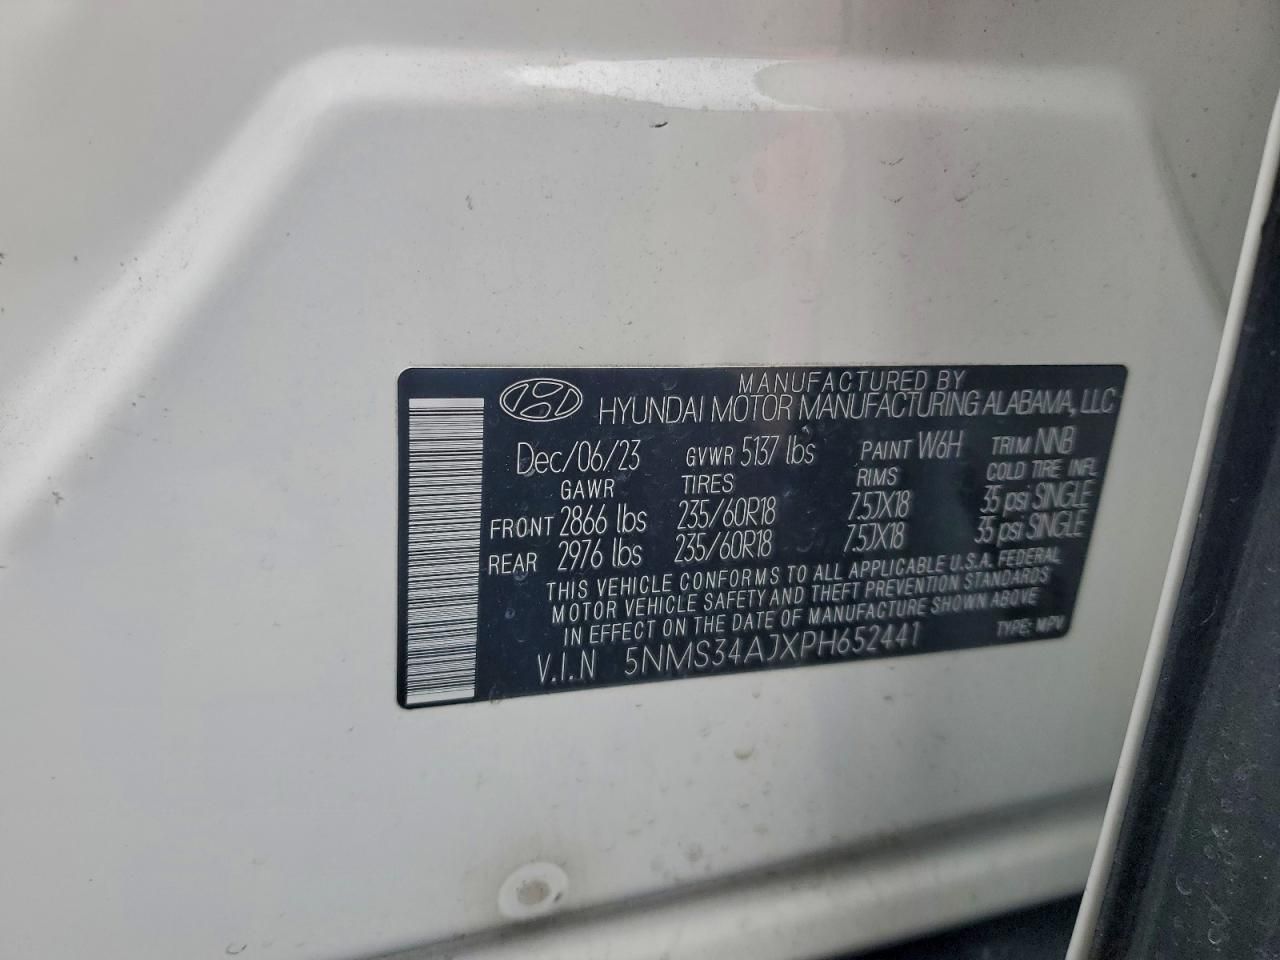 MANUFACTURED BY
HYUNDAI MOTOR MANUFACTURING ALABAMA, LLC
Dec/06/23 GVWR 5137 lbs PAINT W6H TRIM NNB
GAWR TIRES RIMS COLD TIRE INFL
FRONT 2866 lbs 235/60R18 7.5JX18 35 psi SINGLE
REAR 2976 lbs 235/60R18 7.5JX18 35 psi SINGLE
THIS VEHICLE CONFORMS TO ALL APPLICABLE U.S.A. FEDERAL
MOTOR VEHICLE SAFETY AND THEFT PREVENTION STANDARDS
IN EFFECT ON THE DATE OF MANUFACTURE SHOWN ABOVE
V.I.N 5NMS34AJXPH652441 TYPE: MPV